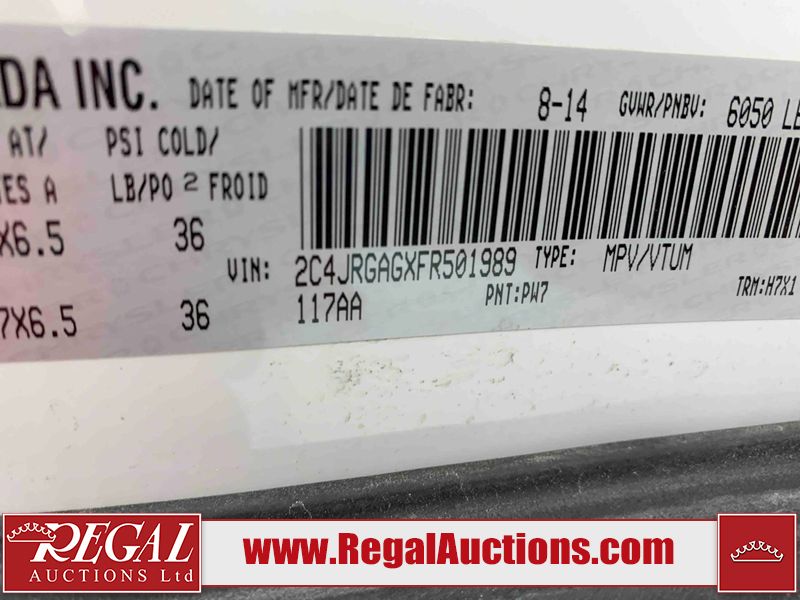 DA INC. DATE OF MFR/DATE DE FABR: 8-14 GVWR/PNBV: 6050 LB
AT/ PSI COLD/
ES A LB/PO 2 FROID
X6.5 36
VIN: 2C4JRGAGXFR501989 TYPE: MPV/VTUM
7X6.5 36 117AA PNT:PW7 TRM:H7X1
REGAL
AUCTIONS Ltd
www.RegalAuctions.com